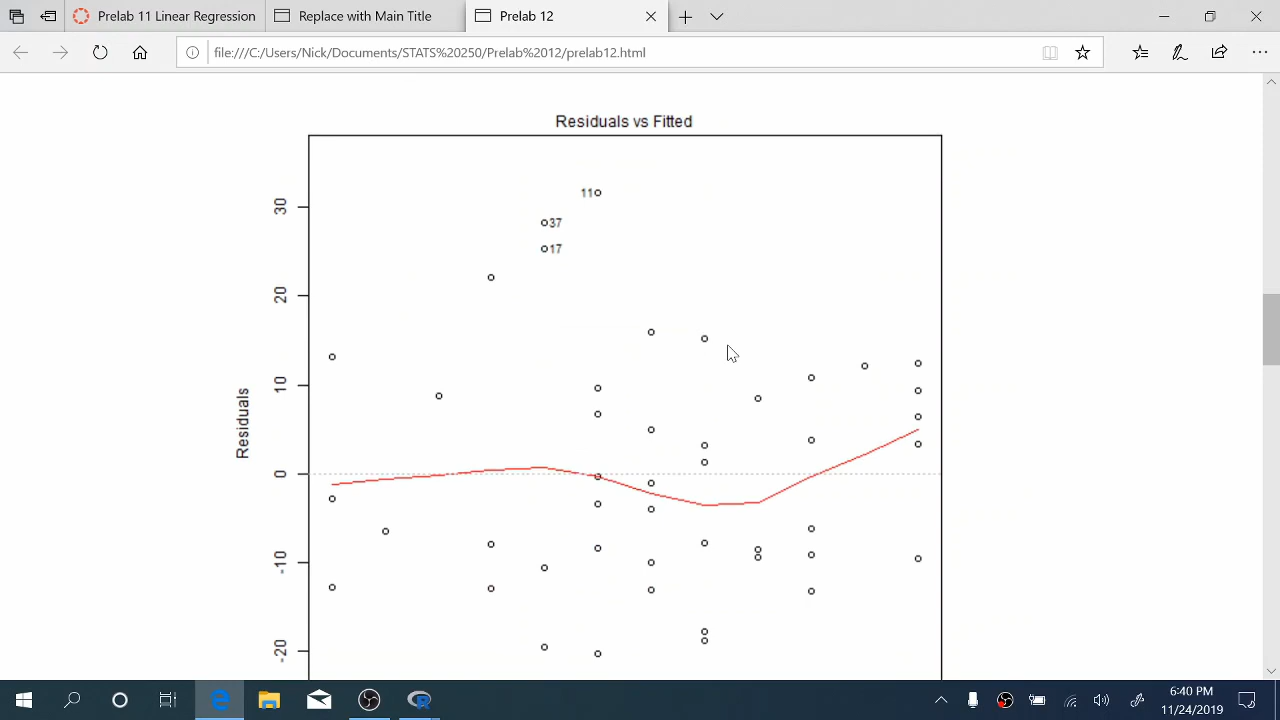 Prelab 11 Linear Regression
Replace with Main Title
Prelab 12
file:///C:/Users/Nick/Documents/STATS%20250/Prelab%2012/prelab12.html
Residuals vs Fitted
Residuals
30
20
10
0
-10
-20
11
37
17
6:40 PM
11/24/2019